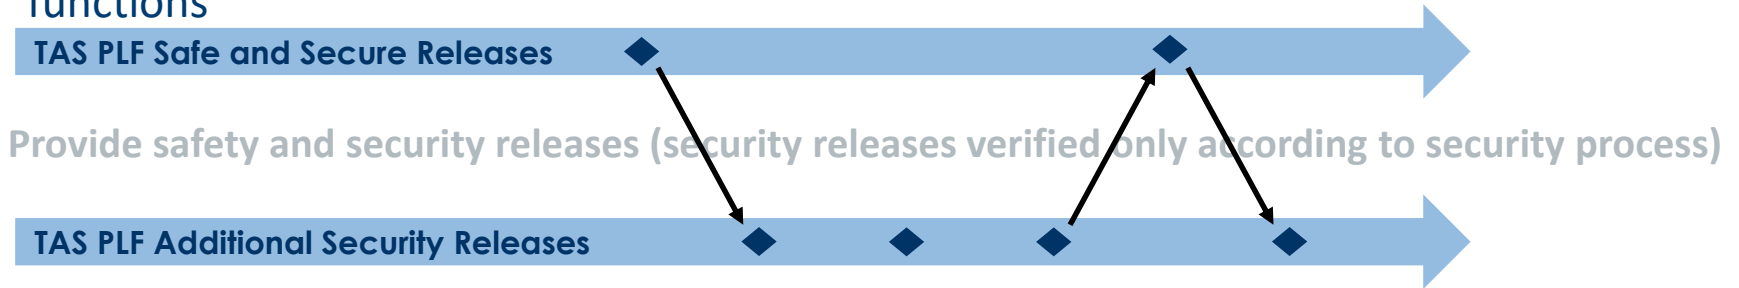 functions
TAS PLF Safe and Secure Releases
Provide safety and security releases (security releases verified only according to security process)
TAS PLF Additional Security Releases